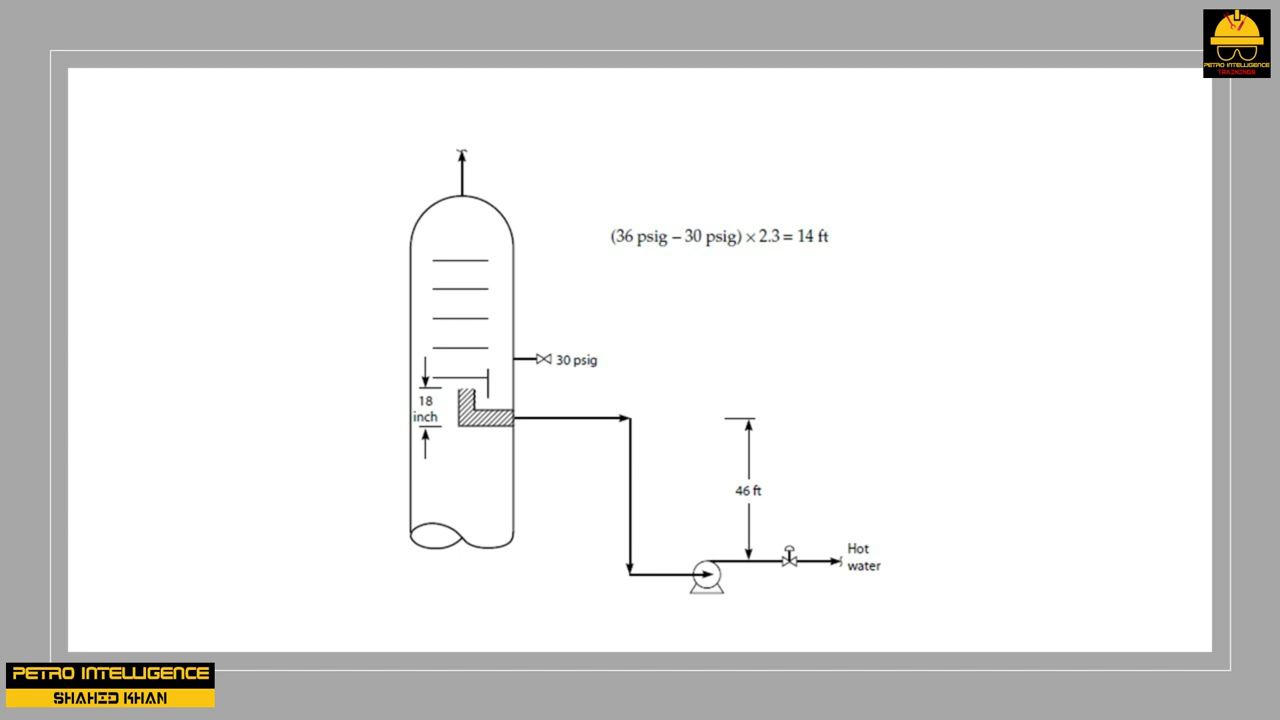 PETRO INTELLIGENCE
TRAININGS
(36 psig – 30 psig) × 2.3 = 14 ft
30 psig
18
inch
46 ft
Hot
water
PETRO INTELLIGENCE
SHAHID KHAN